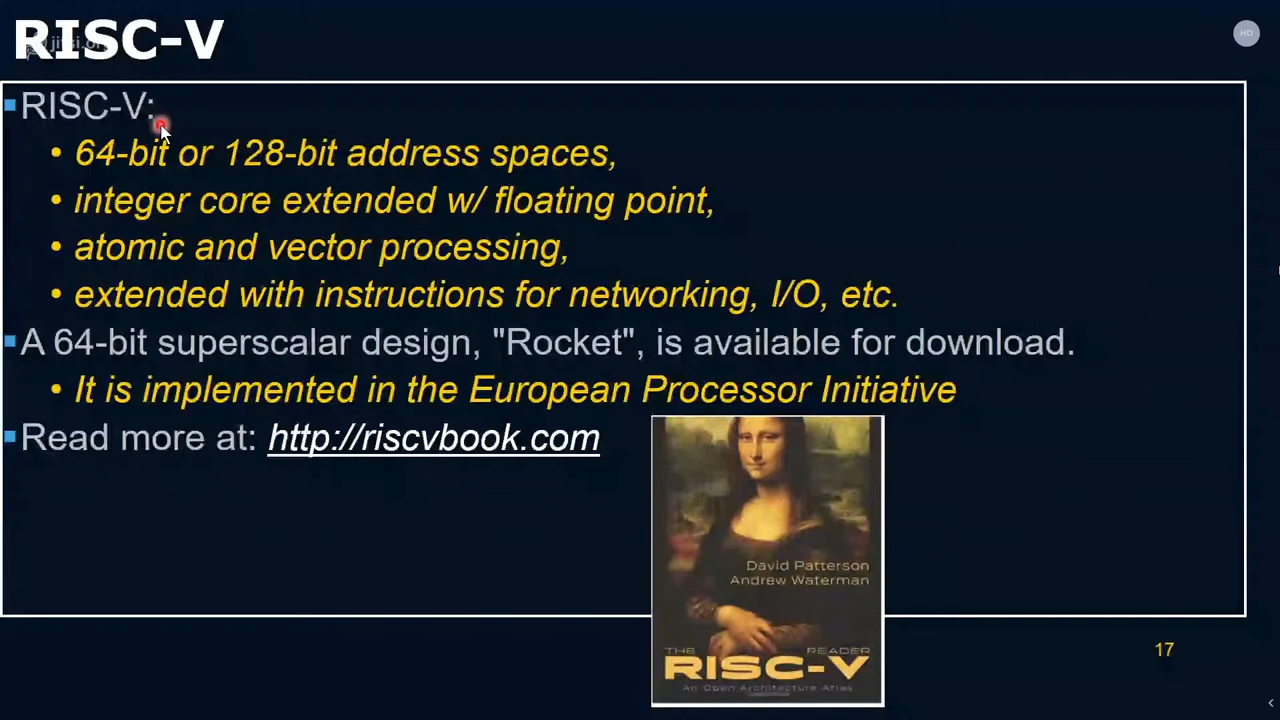 RISC-V
jitsi.org
HD
RISC-V:
• 64-bit or 128-bit address spaces,
• integer core extended w/ floating point,
• atomic and vector processing,
• extended with instructions for networking, I/O, etc.
A 64-bit superscalar design, "Rocket", is available for download.
• It is implemented in the European Processor Initiative
Read more at: http://riscvbook.com
David Patterson
Andrew Waterman
THE READER
RISC-V
An Open Architecture Atlas
17